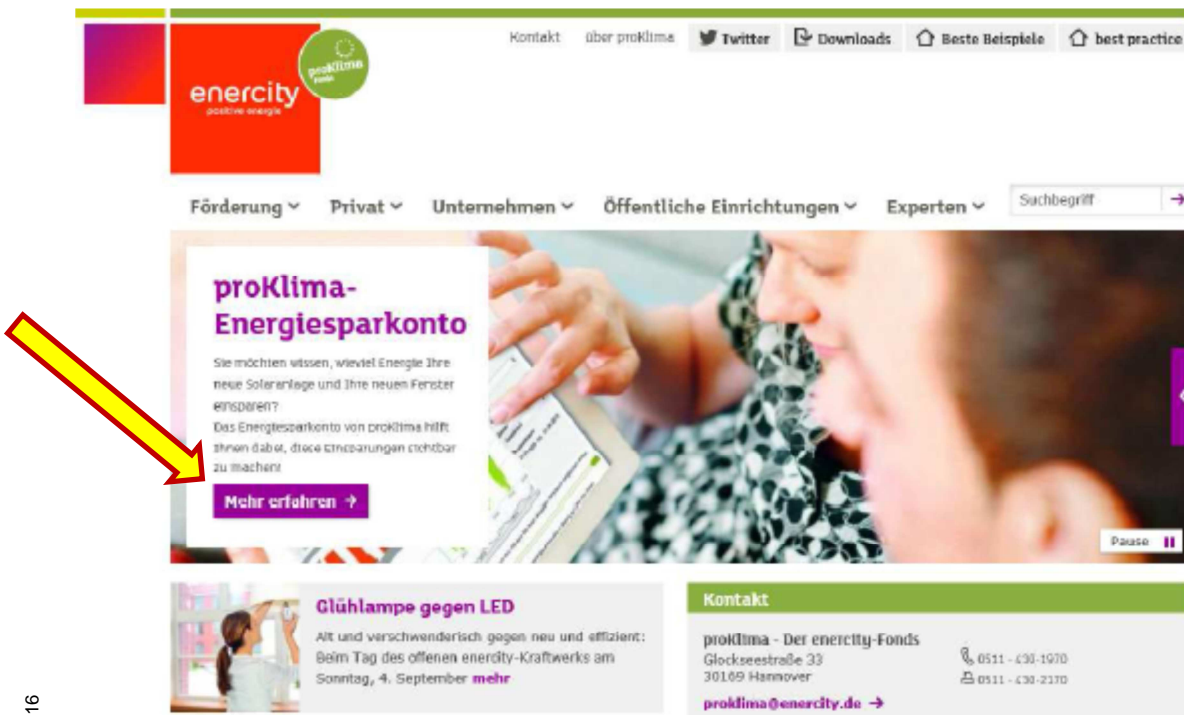 Kontakt über proKlima Twitter Downloads Beste Beispiele best practice
proKlima
enercity
positive energie
Förderung Privat Unternehmen Öffentliche Einrichtungen Experten Suchbegriff
proKlima-
Energiesparkonto
Sie möchten wissen, wieviel Energie Ihre
neue Solaranlage und Ihre neuen Fenster
einsparen?
Das Energiesparkonto von proKlima hilft
Ihnen dabei, diese Einsparungen sichtbar
zu machen!
Mehr erfahren →
Pause
Glühlampe gegen LED
Alt und verschwenderisch gegen neu und effizient:
Beim Tag des offenen enercity-Kraftwerks am
Sonntag, 4. September mehr
Kontakt
proKlima - Der enercity-Fonds
Glockseestraße 33
30169 Hannover
0511 - 430-1970
0511 - 430-2170
proklima@enercity.de →
16